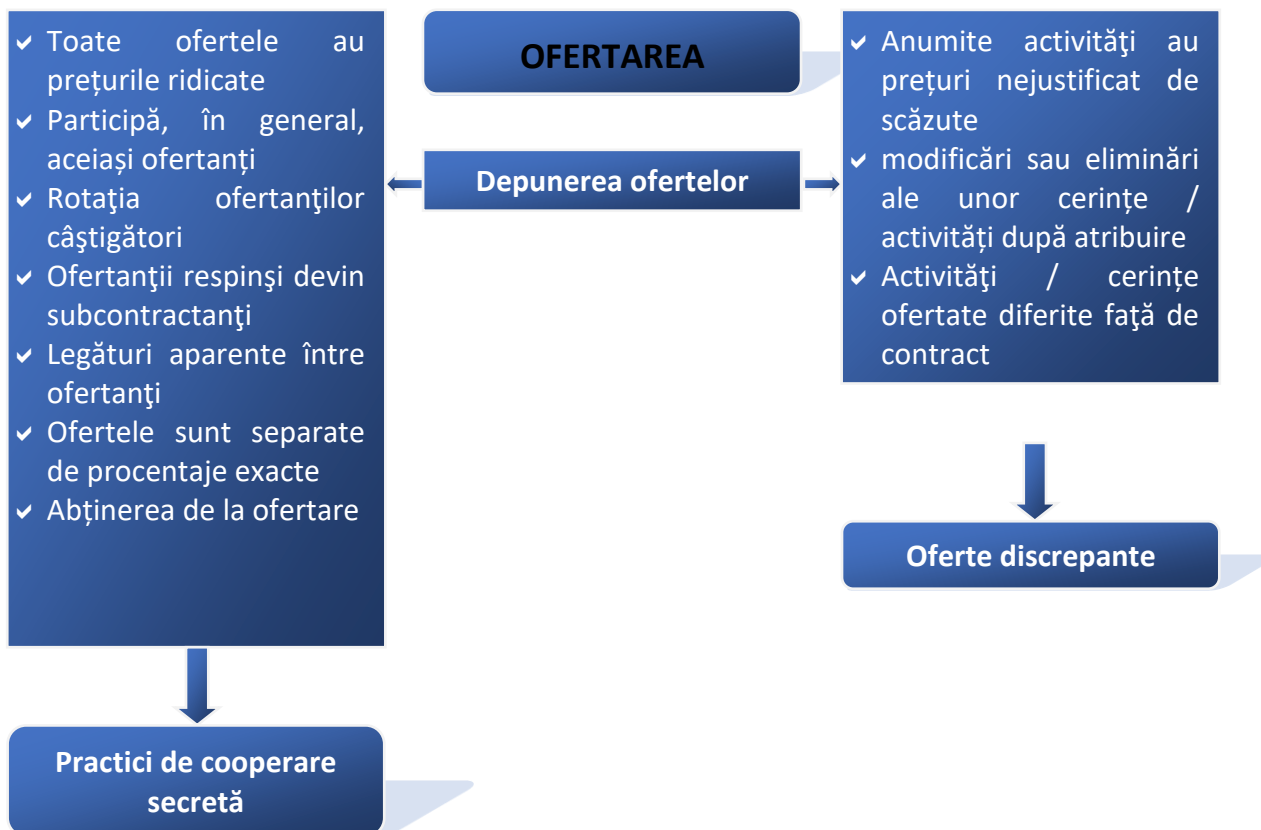 OFERTAREA
Depunerea ofertelor
Toate ofertele au
prețurile ridicate
Participă, în general,
aceiași ofertanți
Rotaţia ofertanţilor
câştigători
Ofertanţii respinşi devin
subcontractanţi
Legături aparente între
ofertanţi
Ofertele sunt separate
de procentaje exacte
Abținerea de la ofertare
Practici de cooperare
secretă
Anumite activităţi au
prețuri nejustificat de
scăzute
modificări sau eliminări
ale unor cerințe /
activități după atribuire
Activităţi / cerințe
ofertate diferite faţă de
contract
Oferte discrepante